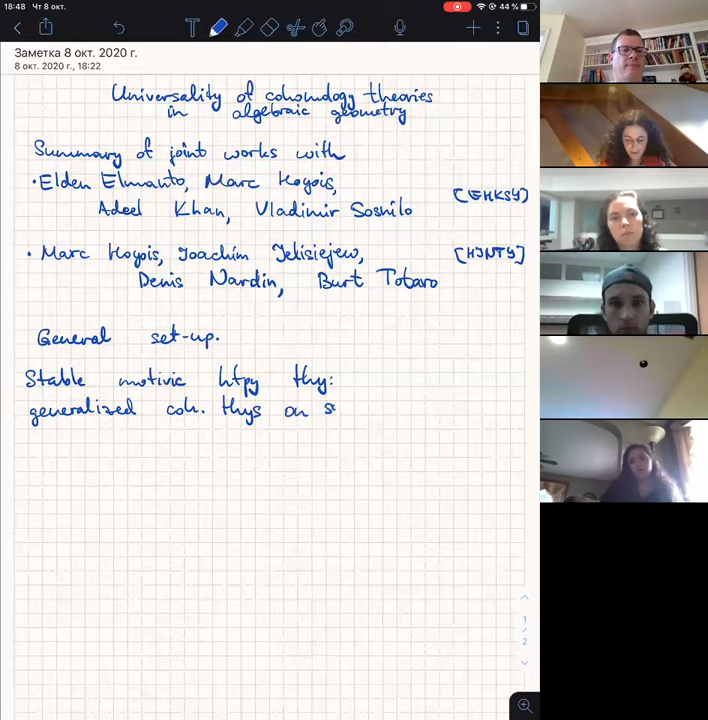 18:48 Чт 8 окт.
44 %
Заметка 8 окт. 2020 г.
8 окт. 2020 г., 18:22
Universality of cohomology theories
in algebraic geometry
Summary of joint works with
• Elden Elmanto, Marc Hoyois, [EHKSY]
Adeel Khan, Vladimir Sosnilo
• Marc Hoyois, Joachim Jelisiejew, [HJNTY]
Denis Nardin, Burt Totaro
General set-up.
Stable motivic htpy thy:
generalized coh. thys on s
1
/
2